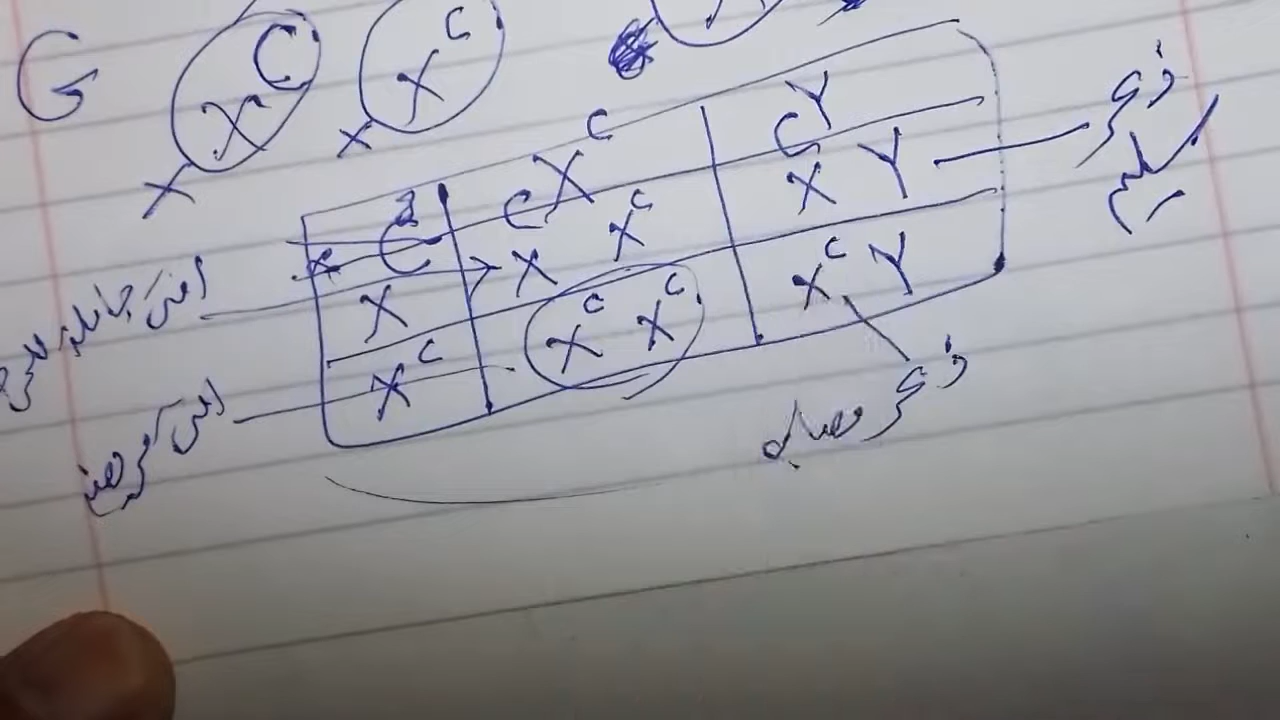 G X^C X^C
X X
X^C Y
X X^C X^C Y ذكر سليم
X^C X^C X^C X^C Y
أنثى حاملة للمرض
أنثى مريضة
ذكر مصاب